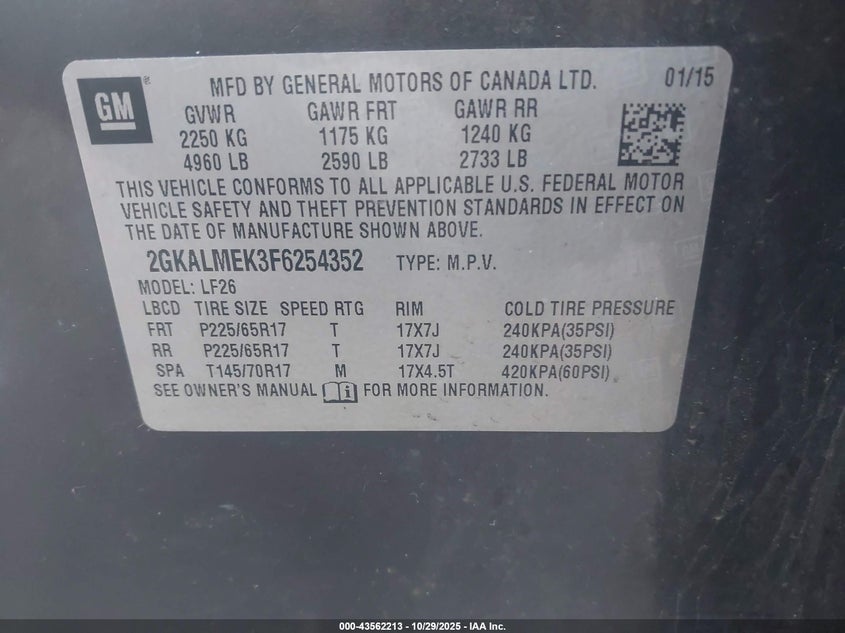 GM ® MFD BY GENERAL MOTORS OF CANADA LTD. 01/15
GVWR GAWR FRT GAWR RR
2250 KG 1175 KG 1240 KG
4960 LB 2590 LB 2733 LB
THIS VEHICLE CONFORMS TO ALL APPLICABLE U.S. FEDERAL MOTOR
VEHICLE SAFETY AND THEFT PREVENTION STANDARDS IN EFFECT ON
THE DATE OF MANUFACTURE SHOWN ABOVE.
2GKALMEK3F6254352 TYPE: M.P.V.
MODEL: LF26
LBCD TIRE SIZE SPEED RTG RIM COLD TIRE PRESSURE
FRT P225/65R17 T 17X7J 240KPA(35PSI)
RR P225/65R17 T 17X7J 240KPA(35PSI)
SPA T145/70R17 M 17X4.5T 420KPA(60PSI)
SEE OWNER'S MANUAL FOR MORE INFORMATION.
000-43562213 - 10/29/2025 - IAA Inc.